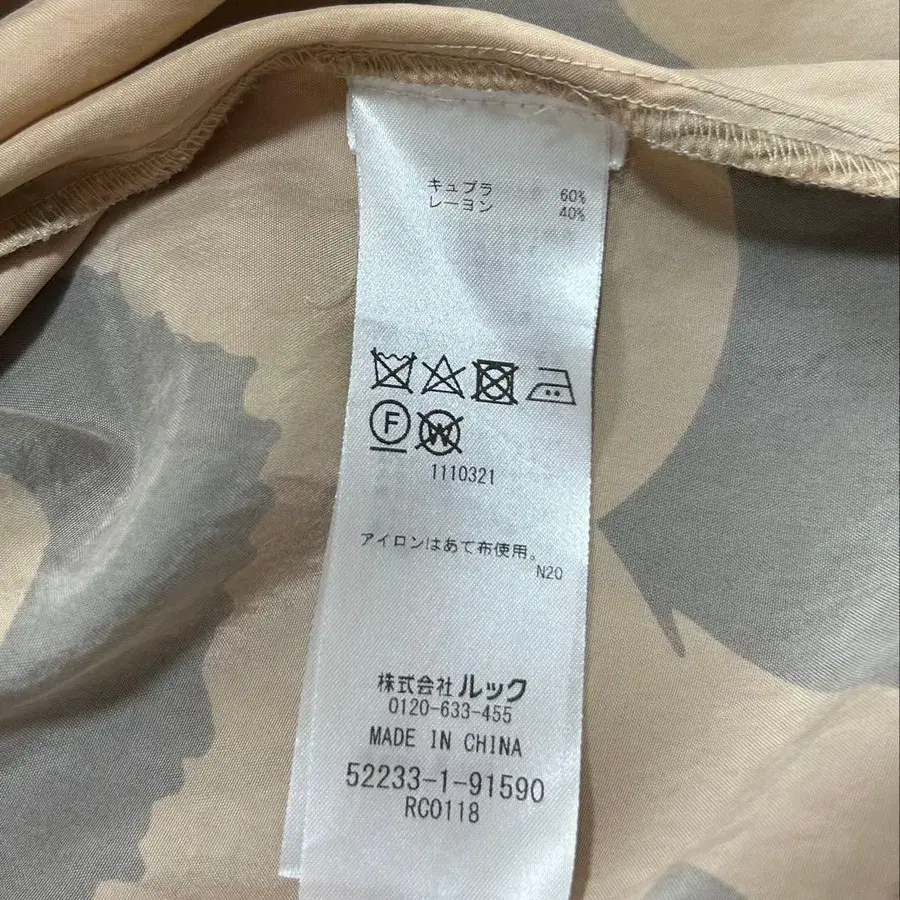 キュプラ 60%
レーヨン 40%
F
W
1110321
アイロンはあて布使用。
N20
株式会社ルック
0120-633-455
MADE IN CHINA
52233-1-91590
RC0118